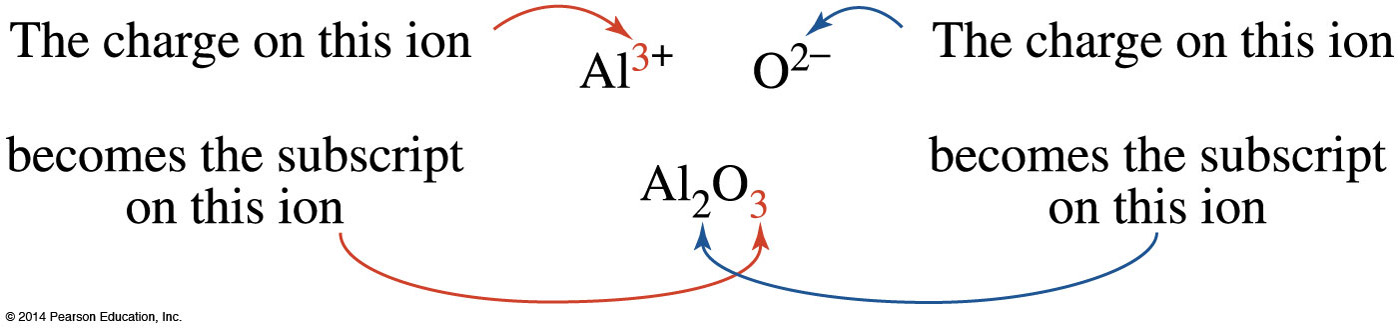 The charge on this ion
Al³⁺ O²⁻
The charge on this ion
becomes the subscript
on this ion
Al₂O₃
becomes the subscript
on this ion
© 2014 Pearson Education, Inc.